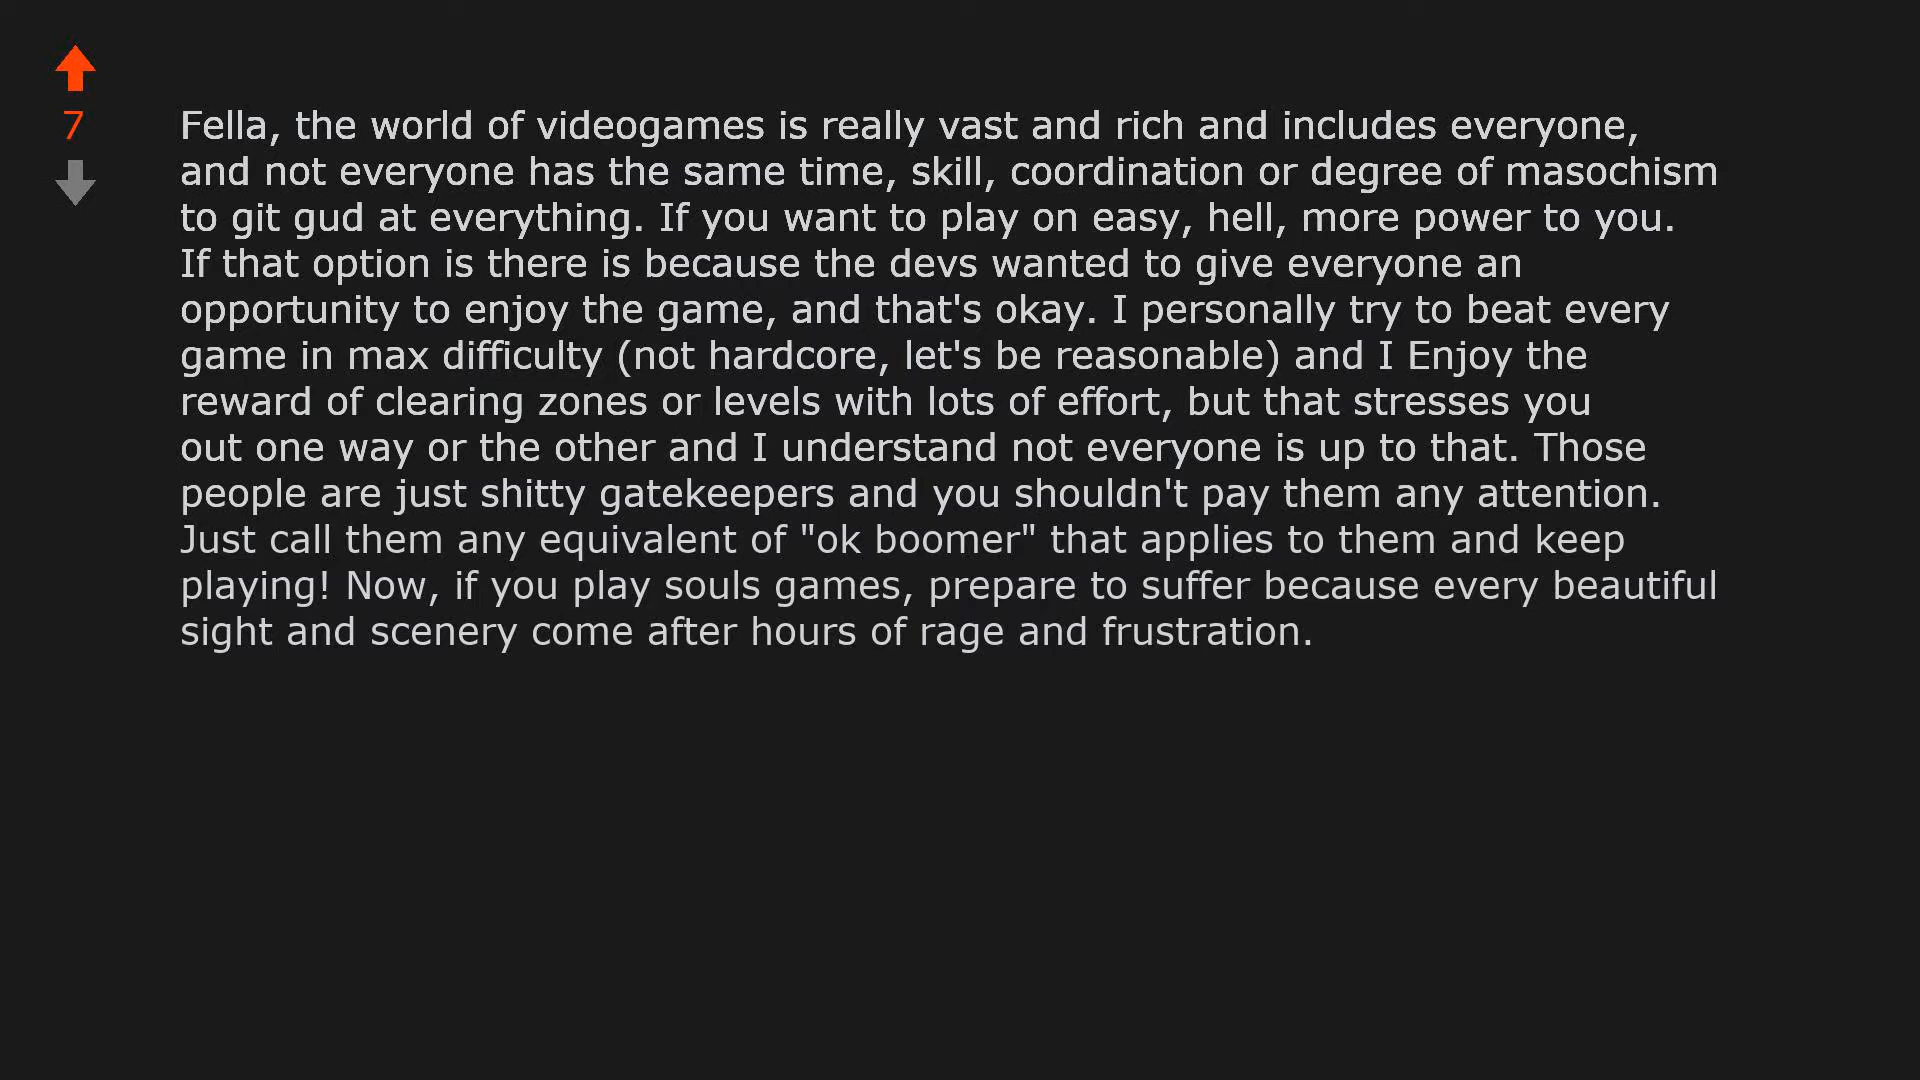 7
Fella, the world of videogames is really vast and rich and includes everyone,
and not everyone has the same time, skill, coordination or degree of masochism
to git gud at everything. If you want to play on easy, hell, more power to you.
If that option is there is because the devs wanted to give everyone an
opportunity to enjoy the game, and that's okay. I personally try to beat every
game in max difficulty (not hardcore, let's be reasonable) and I Enjoy the
reward of clearing zones or levels with lots of effort, but that stresses you
out one way or the other and I understand not everyone is up to that. Those
people are just shitty gatekeepers and you shouldn't pay them any attention.
Just call them any equivalent of "ok boomer" that applies to them and keep
playing! Now, if you play souls games, prepare to suffer because every beautiful
sight and scenery come after hours of rage and frustration.